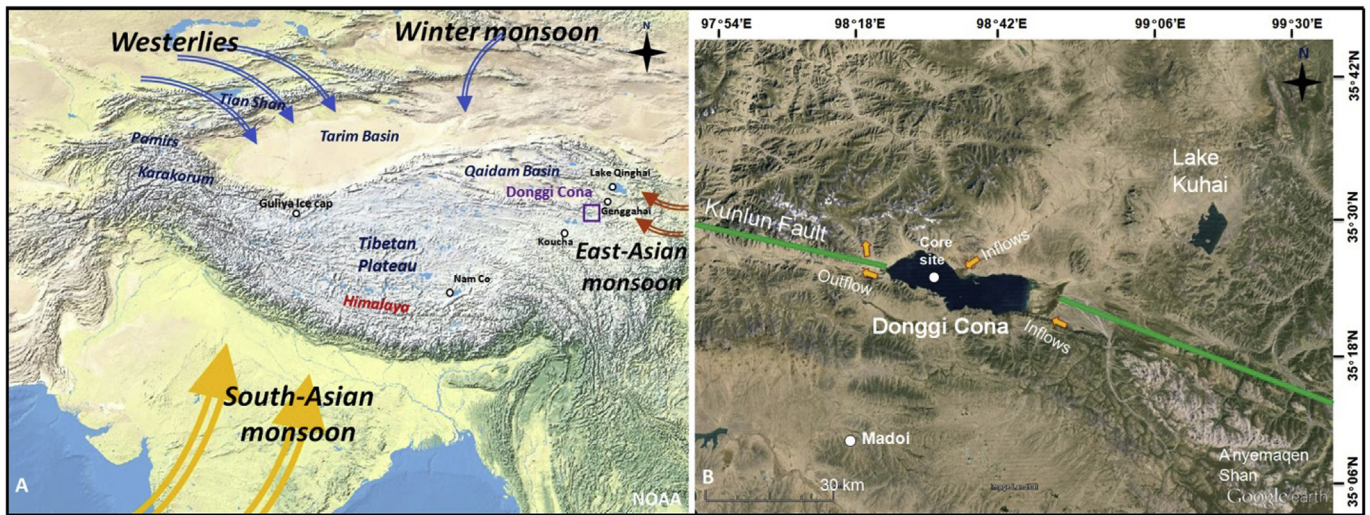 Westerlies
Winter monsoon
N
Tian Shan
Tarim Basin
Pamirs
Karakorum
Qaidam Basin
Lake Qinghai
Donggi Cona
Guliya Ice cap
Genggahai
Koucha
Tibetan
Plateau
East-Asian
monsoon
Nam Co
Himalaya
South-Asian
monsoon
A
NOAA
97°54'E
98°18'E
98°42'E
99°06'E
99°30'E
N
35°42'N
Lake
Kuhai
35°30'N
Kunlun Fault
Core
site
Inflows
Outflow
Donggi Cona
Inflows
35°18'N
Madoi
A'nyemaqen
Shan
B
30 km
Image Landsat
Google earth
35°06'N